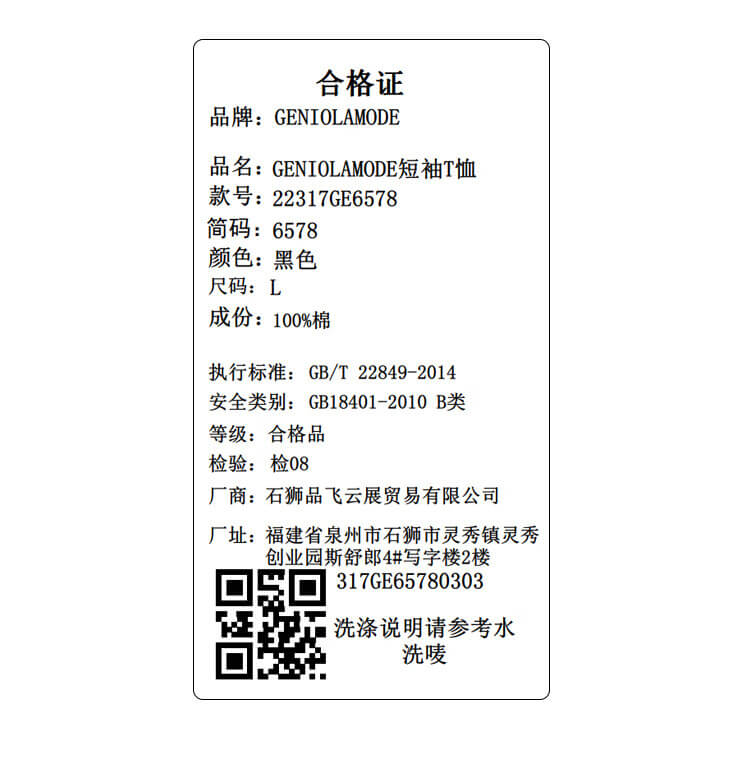 合格证
品牌：GENIOLAMODE
品名：GENIOLAMODE短袖T恤
款号：22317GE6578
简码：6578
颜色：黑色
尺码：L
成份：100%棉
执行标准：GB/T 22849-2014
安全类别：GB18401-2010 B类
等级：合格品
检验：检08
厂商：石狮品飞云展贸易有限公司
厂址：福建省泉州市石狮市灵秀镇灵秀
创业园斯舒郎4#写字楼2楼
317GE65780303
洗涤说明请参考水
洗唛